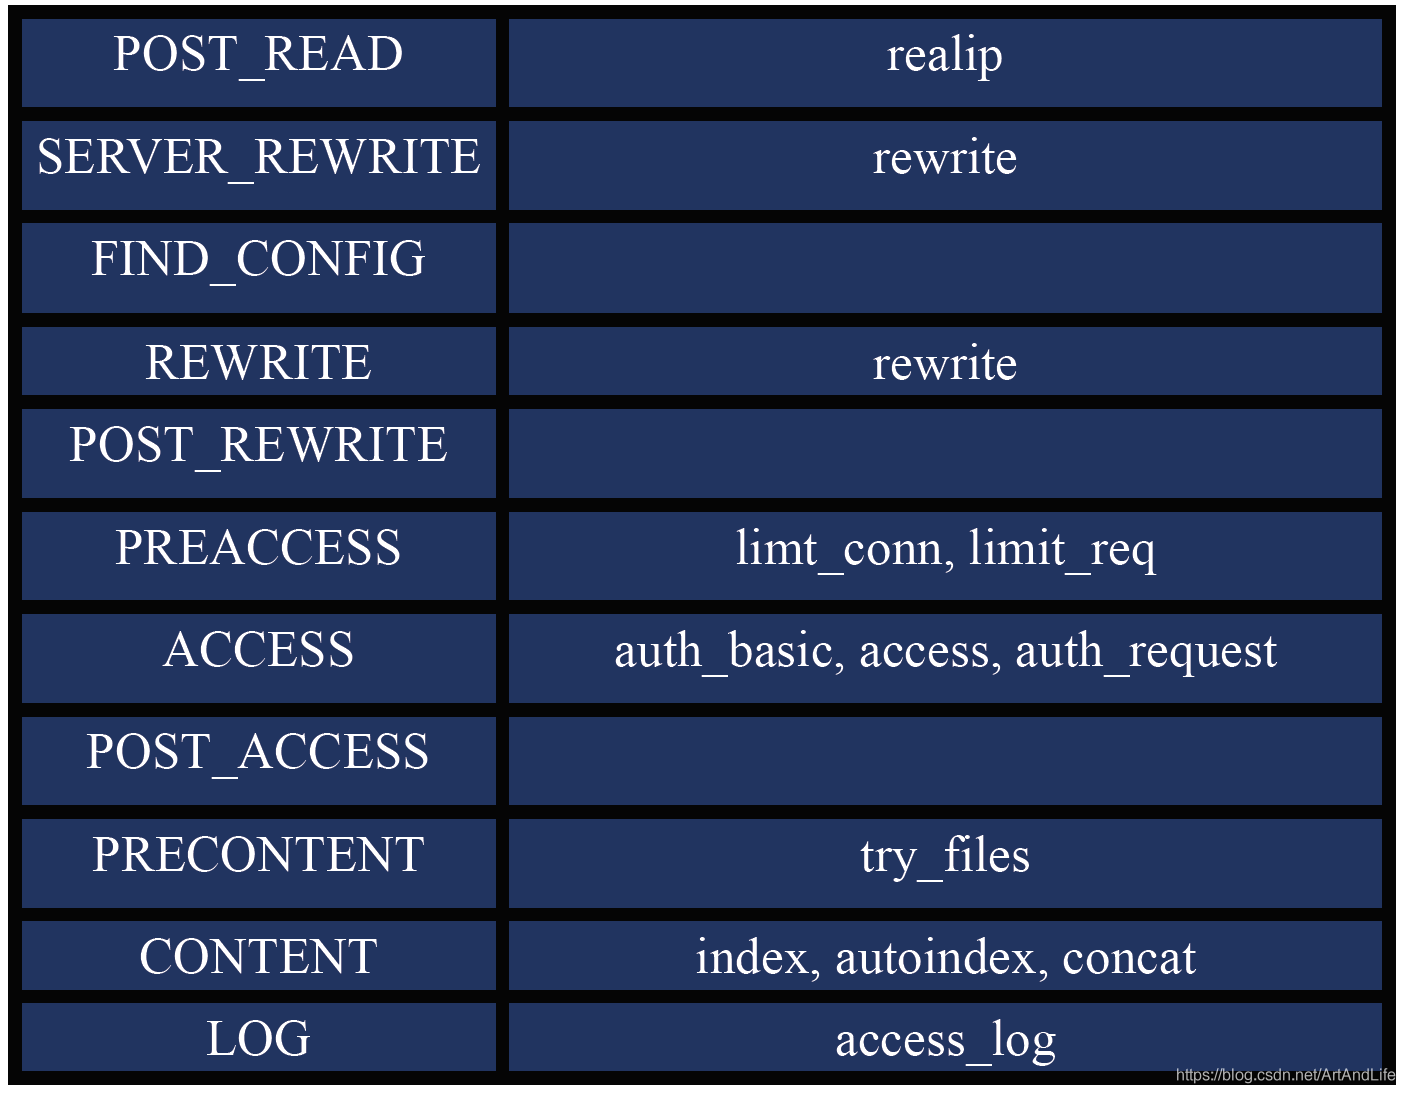 POST_READ realip
SERVER_REWRITE rewrite
FIND_CONFIG
REWRITE rewrite
POST_REWRITE
PREACCESS limt_conn, limit_req
ACCESS auth_basic, access, auth_request
POST_ACCESS
PRECONTENT try_files
CONTENT index, autoindex, concat
LOG access_log
https://blog.csdn.net/ArtAndLife